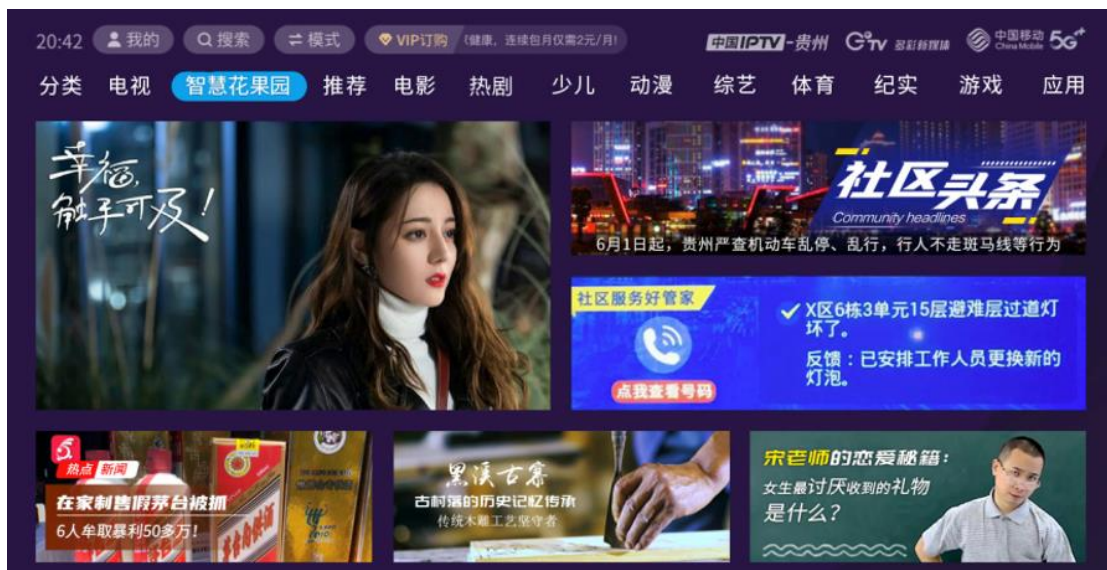 20:42 我的 搜索 模式 VIP订购 健康，连续包月仅需2元/月! 中国IPTV-贵州 GTV 多彩新媒体 中国移动 China Mobile 5G+
分类 电视 智慧花果园 推荐 电影 热剧 少儿 动漫 综艺 体育 纪实 游戏 应用
幸福,
触手可及!
社区头条
Community headlines
6月1日起，贵州严查机动车乱停、乱行，行人不走斑马线等行为
社区服务好管家
点我查看号码
X区6栋3单元15层避难层过道灯
坏了。
反馈：已安排工作人员更换新的
灯泡。
热点 新闻
在家制售假茅台被抓
6人牟取暴利50多万!
黑溪古寨
古村落的历史记忆传承
传统木雕工艺坚守者
宋老师的恋爱秘籍：
女生最讨厌收到的礼物
是什么?